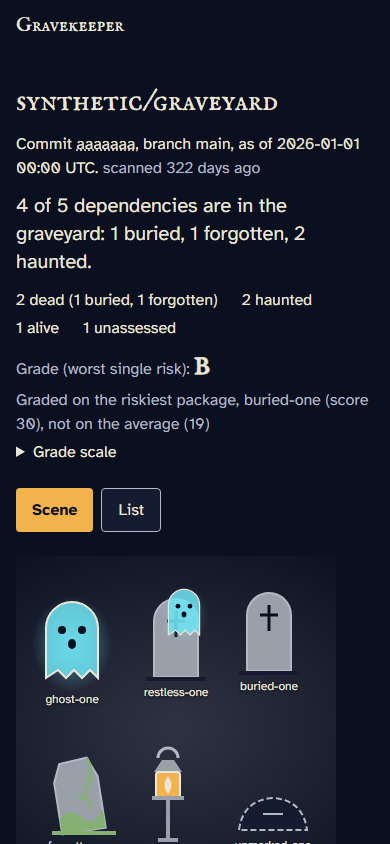 Gravekeeper
synthetic/graveyard
Commit aaaaaaa, branch main, as of 2026-01-01
00:00 UTC. scanned 322 days ago
4 of 5 dependencies are in the
graveyard: 1 buried, 1 forgotten, 2
haunted.
2 dead (1 buried, 1 forgotten) 2 haunted
1 alive 1 unassessed
Grade (worst single risk): B
Graded on the riskiest package, buried-one (score
30), not on the average (19)
Grade scale
Scene List
ghost-one restless-one buried-one